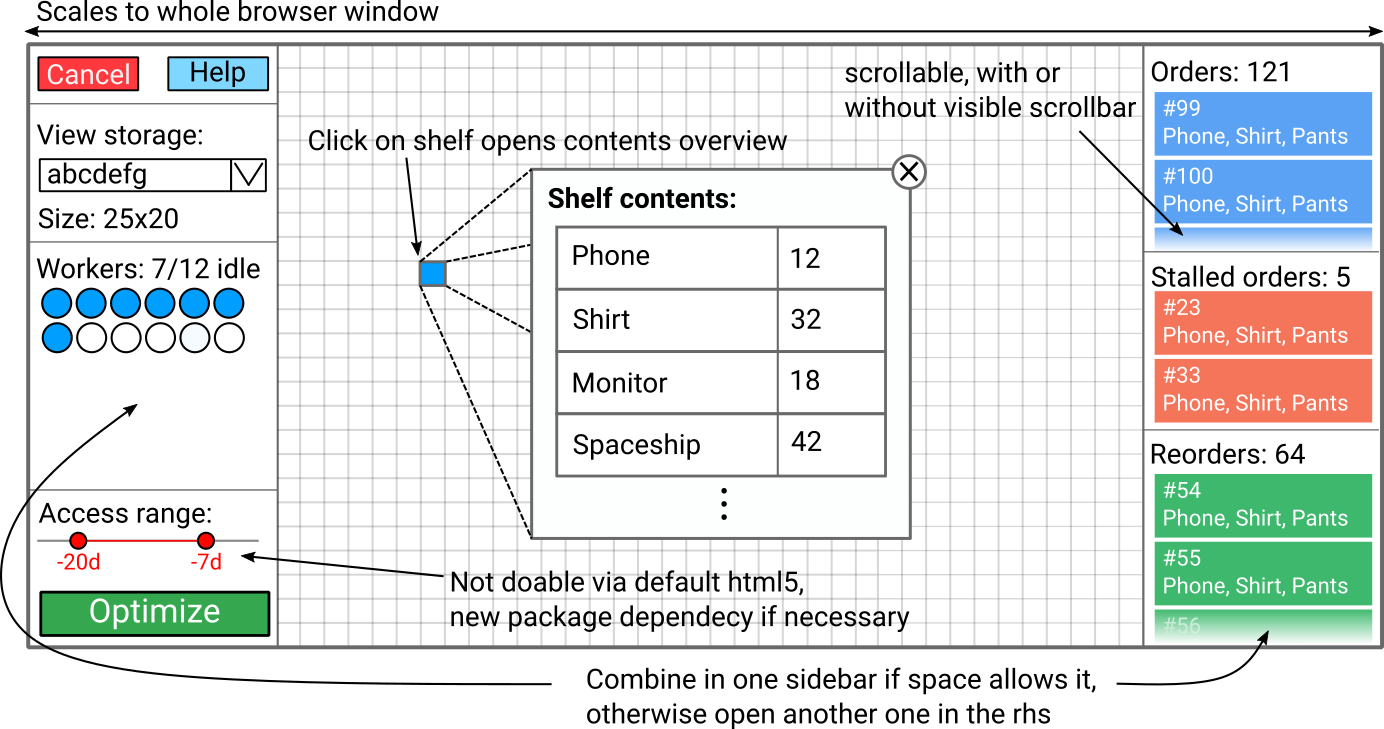 Scales to whole browser window
Cancel
Help
View storage:
abcdefg
Size: 25x20
Workers: 7/12 idle
Access range:
-20d
-7d
Optimize
Click on shelf opens contents overview
Shelf contents:
Phone 12
Shirt 32
Monitor 18
Spaceship 42
Not doable via default html5,
new package dependecy if necessary
scrollable, with or
without visible scrollbar
Orders: 121
#99
Phone, Shirt, Pants
#100
Phone, Shirt, Pants
Stalled orders: 5
#23
Phone, Shirt, Pants
#33
Phone, Shirt, Pants
Reorders: 64
#54
Phone, Shirt, Pants
#55
Phone, Shirt, Pants
#56
Combine in one sidebar if space allows it,
otherwise open another one in the rhs